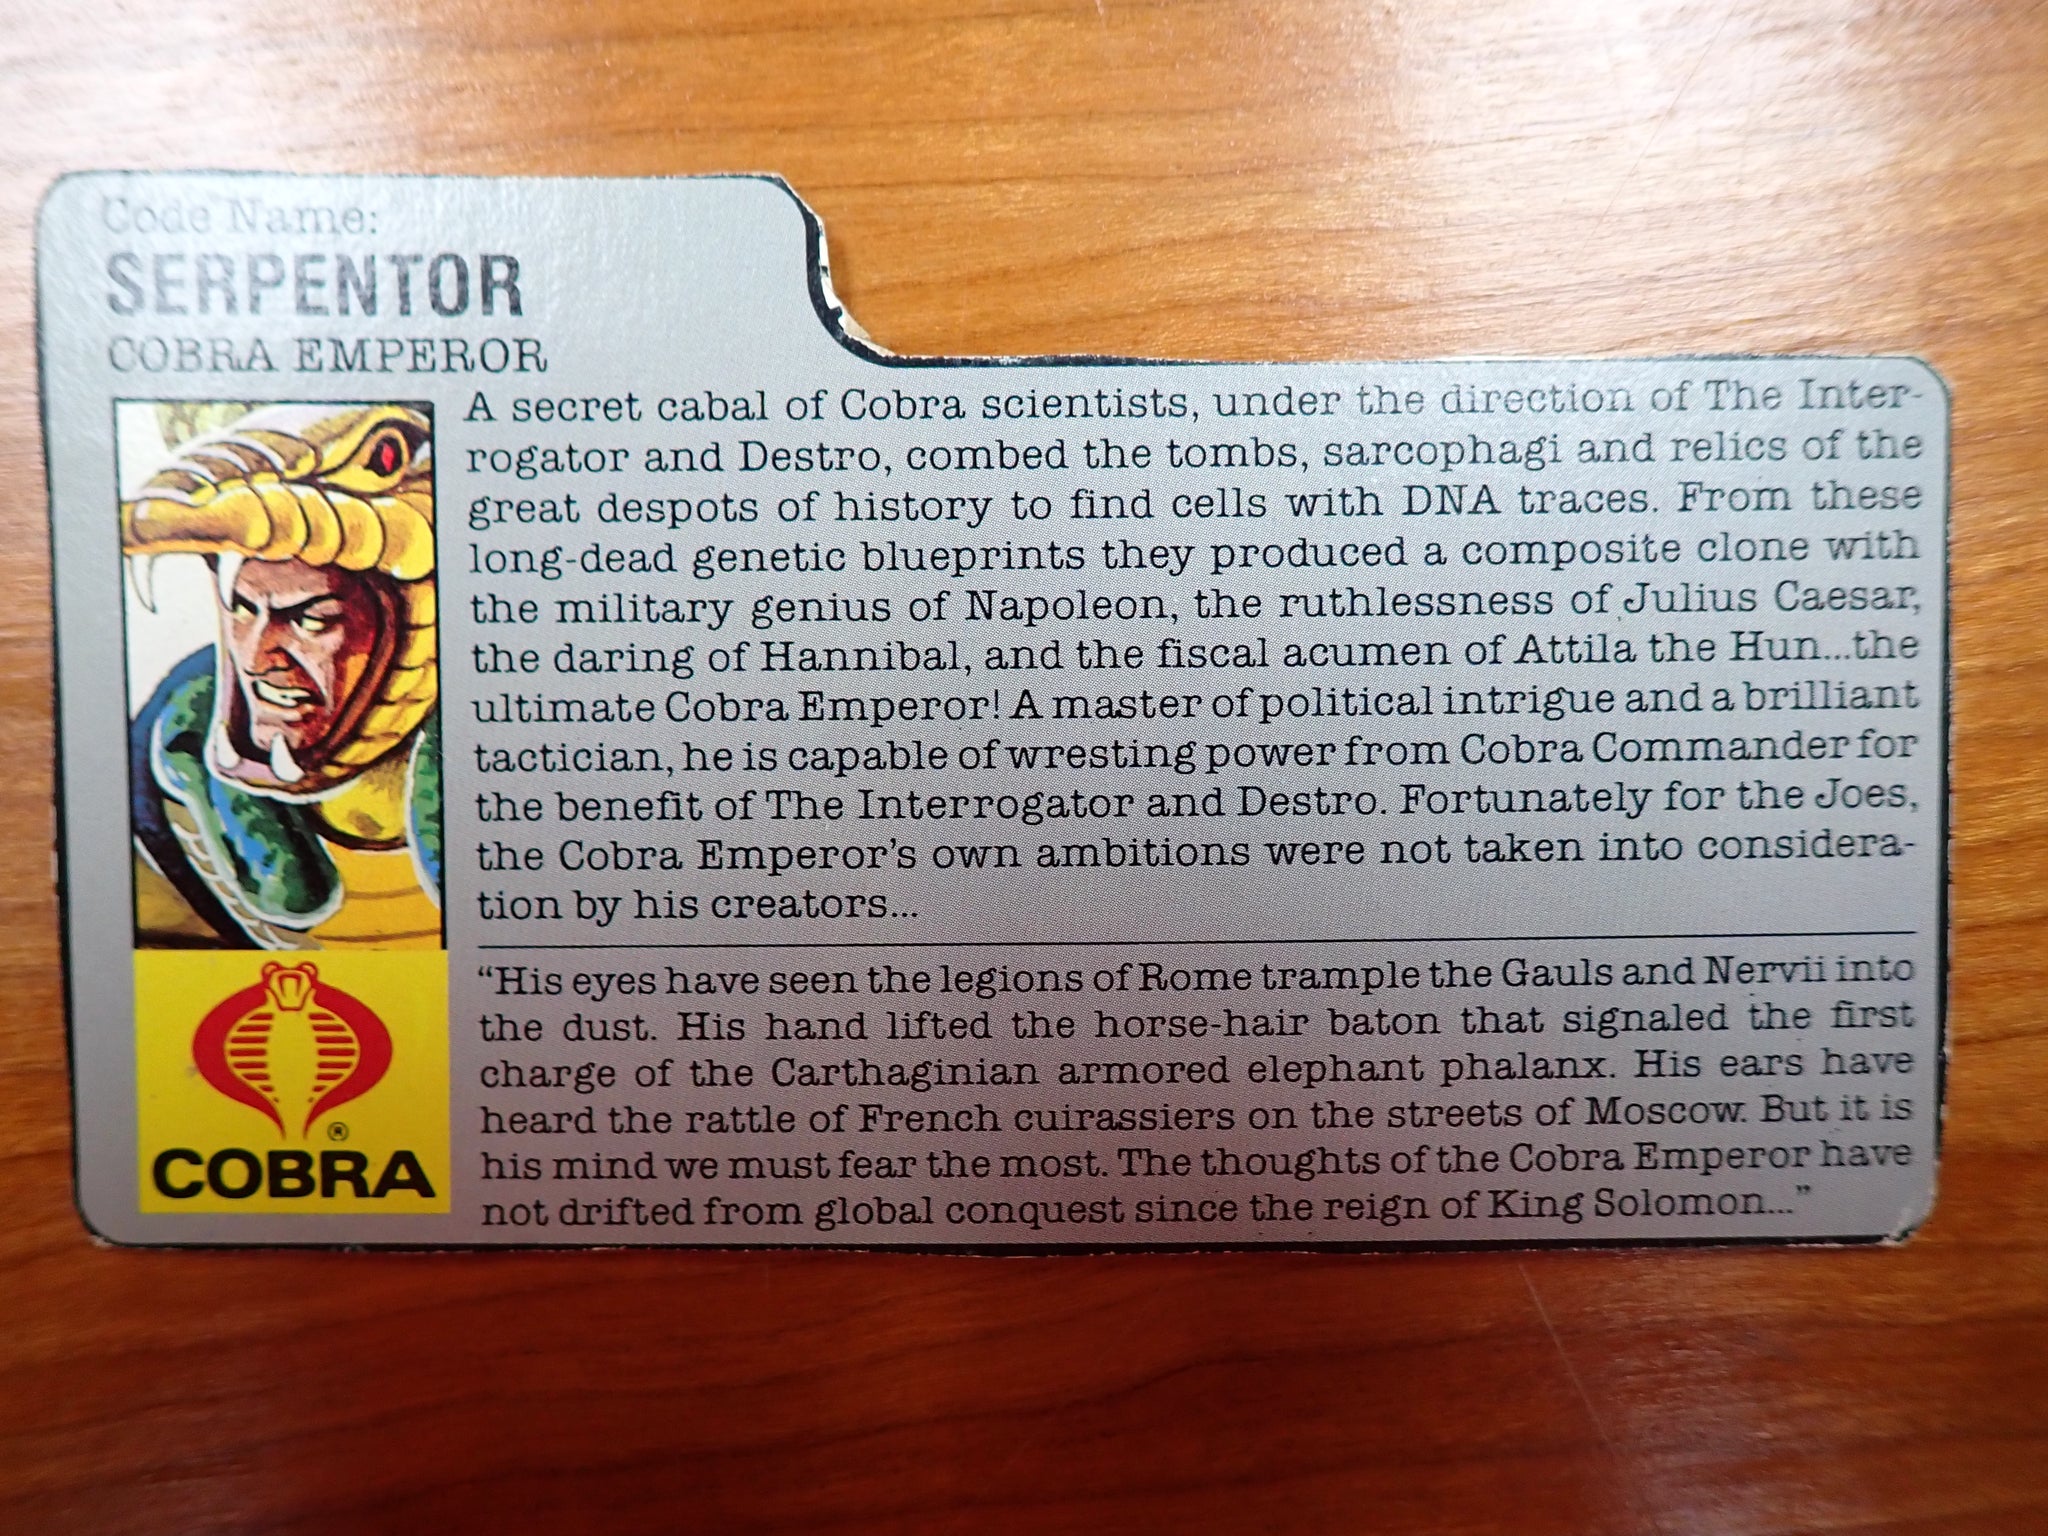 Code Name:
SERPENTOR
COBRA EMPEROR
A secret cabal of Cobra scientists, under the direction of The Inter-
rogator and Destro, combed the tombs, sarcophagi and relics of the
great despots of history to find cells with DNA traces. From these
long-dead genetic blueprints they produced a composite clone with
the military genius of Napoleon, the ruthlessness of Julius Caesar,
the daring of Hannibal, and the fiscal acumen of Attila the Hun...the
ultimate Cobra Emperor! A master of political intrigue and a brilliant
tactician, he is capable of wresting power from Cobra Commander for
the benefit of The Interrogator and Destro. Fortunately for the Joes,
the Cobra Emperor's own ambitions were not taken into considera-
tion by his creators...
“His eyes have seen the legions of Rome trample the Gauls and Nervii into
the dust. His hand lifted the horse-hair baton that signaled the first
charge of the Carthaginian armored elephant phalanx. His ears have
heard the rattle of French cuirassiers on the streets of Moscow. But it is
his mind we must fear the most. The thoughts of the Cobra Emperor have
not drifted from global conquest since the reign of King Solomon...”
®
COBRA